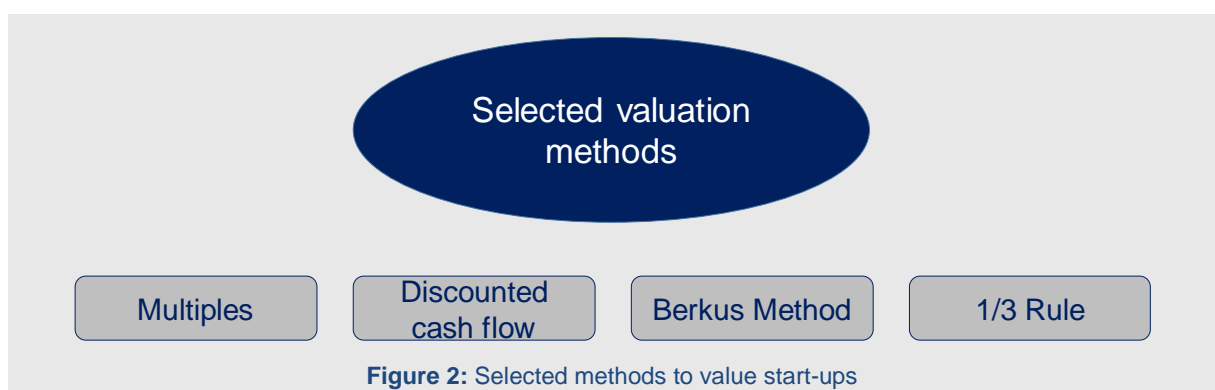 Selected valuation
methods
Multiples
Discounted
cash flow
Berkus Method
1/3 Rule
Figure 2: Selected methods to value start-ups